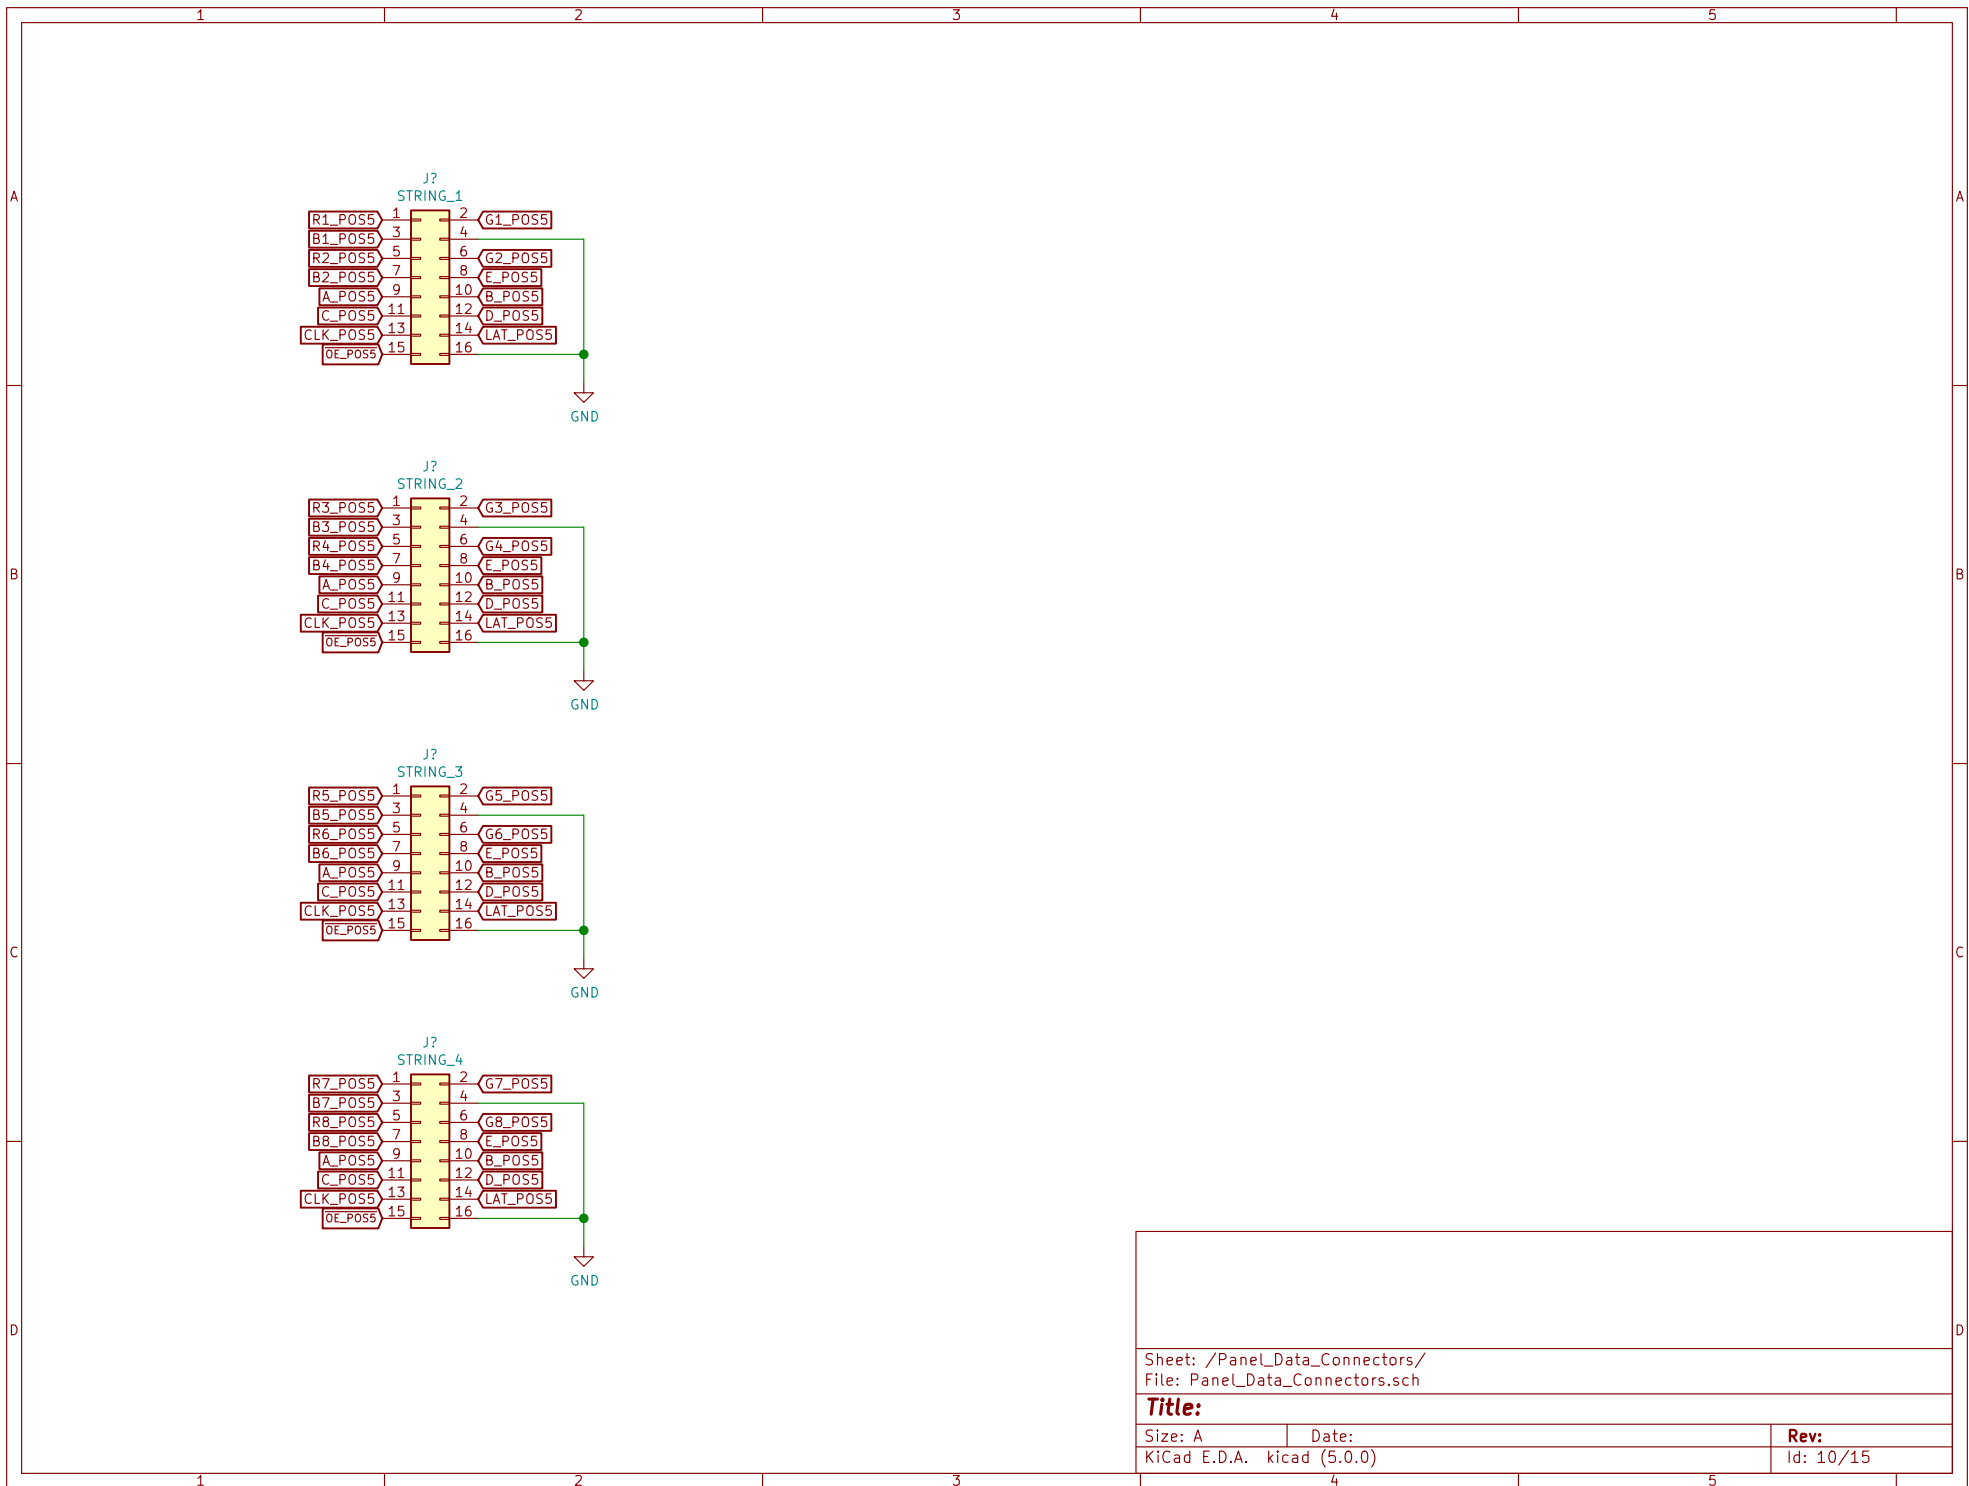 1 2 3 4 5
A A
J?
STRING_1
R1_POS5 1 2 G1_POS5
B1_POS5 3 4
R2_POS5 5 6 G2_POS5
B2_POS5 7 8 E_POS5
A_POS5 9 10 B_POS5
C_POS5 11 12 D_POS5
CLK_POS5 13 14 LAT_POS5
OE_POS5 15 16
GND
J?
STRING_2
R3_POS5 1 2 G3_POS5
B3_POS5 3 4
R4_POS5 5 6 G4_POS5
B4_POS5 7 8 E_POS5
B B
A_POS5 9 10 B_POS5
C_POS5 11 12 D_POS5
CLK_POS5 13 14 LAT_POS5
OE_POS5 15 16
GND
J?
STRING_3
R5_POS5 1 2 G5_POS5
B5_POS5 3 4
R6_POS5 5 6 G6_POS5
B6_POS5 7 8 E_POS5
A_POS5 9 10 B_POS5
C_POS5 11 12 D_POS5
CLK_POS5 13 14 LAT_POS5
OE_POS5 15 16
C C
GND
J?
STRING_4
R7_POS5 1 2 G7_POS5
B7_POS5 3 4
R8_POS5 5 6 G8_POS5
B8_POS5 7 8 E_POS5
A_POS5 9 10 B_POS5
C_POS5 11 12 D_POS5
CLK_POS5 13 14 LAT_POS5
OE_POS5 15 16
GND
D D
Sheet: /Panel_Data_Connectors/
File: Panel_Data_Connectors.sch
Title:
Size: A Date: Rev:
KiCad E.D.A. kicad (5.0.0) Id: 10/15
1 2 3 4 5